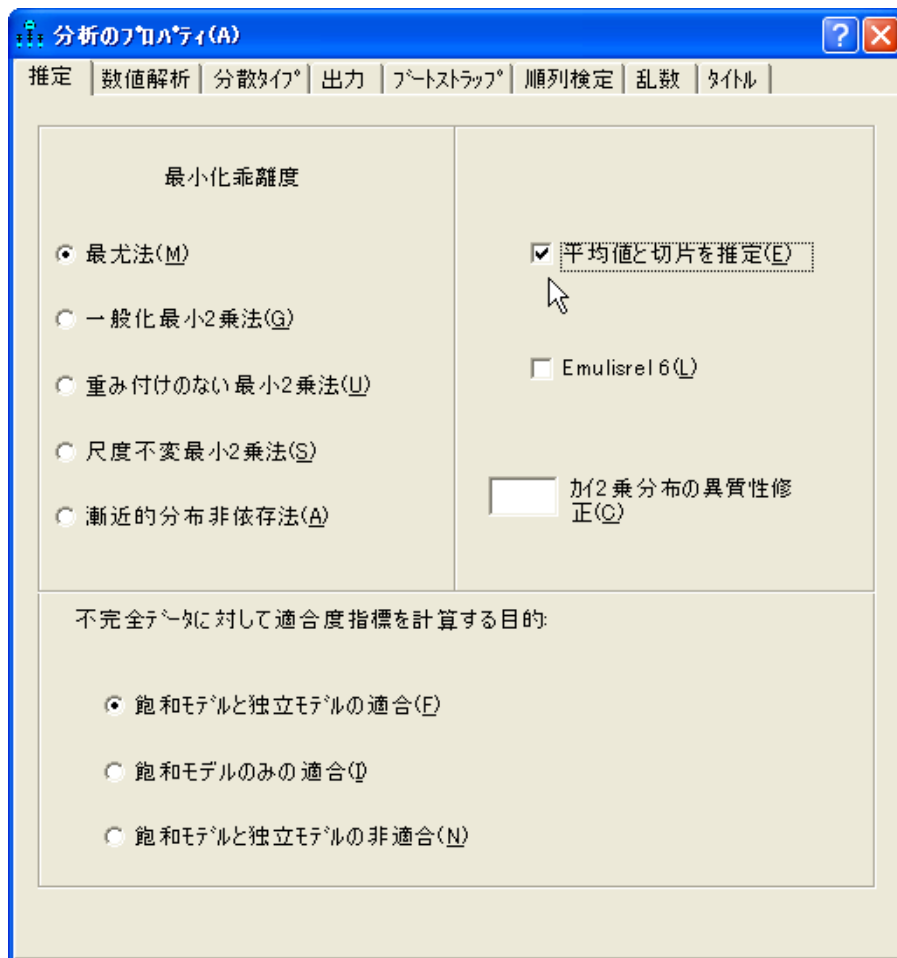 分析のﾌﾟﾛﾊﾟﾃｨ(A)
推定 数値解析 分散ﾀｲﾌﾟ 出力 ﾌﾞｰﾄｽﾄﾗｯﾌﾟ 順列検定 乱数 ﾀｲﾄﾙ
最小化乖離度
最尤法(M)
一般化最小2乗法(G)
重み付けのない最小2乗法(U)
尺度不変最小2乗法(S)
漸近的分布非依存法(A)
平均値と切片を推定(E)
Emulisrel 6(L)
ｶｲ2乗分布の異質性修
正(C)
不完全ﾃﾞｰﾀに対して適合度指標を計算する目的:
飽和ﾓﾃﾞﾙと独立ﾓﾃﾞﾙの適合(F)
飽和モデルのみの適合(I)
飽和ﾓﾃﾞﾙと独立ﾓﾃﾞﾙの非適合(N)